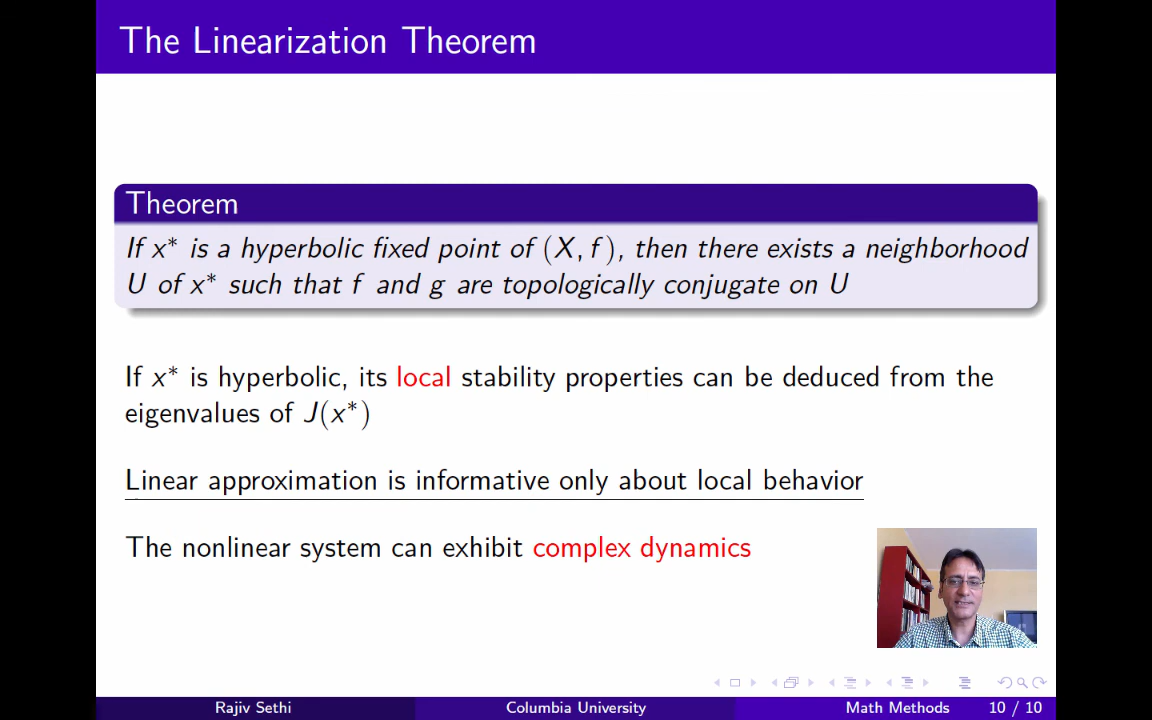 The Linearization Theorem
Theorem
If x* is a hyperbolic fixed point of (X, f), then there exists a neighborhood
U of x* such that f and g are topologically conjugate on U
If x* is hyperbolic, its local stability properties can be deduced from the
eigenvalues of J(x*)
Linear approximation is informative only about local behavior
The nonlinear system can exhibit complex dynamics
Rajiv Sethi Columbia University Math Methods 10 / 10